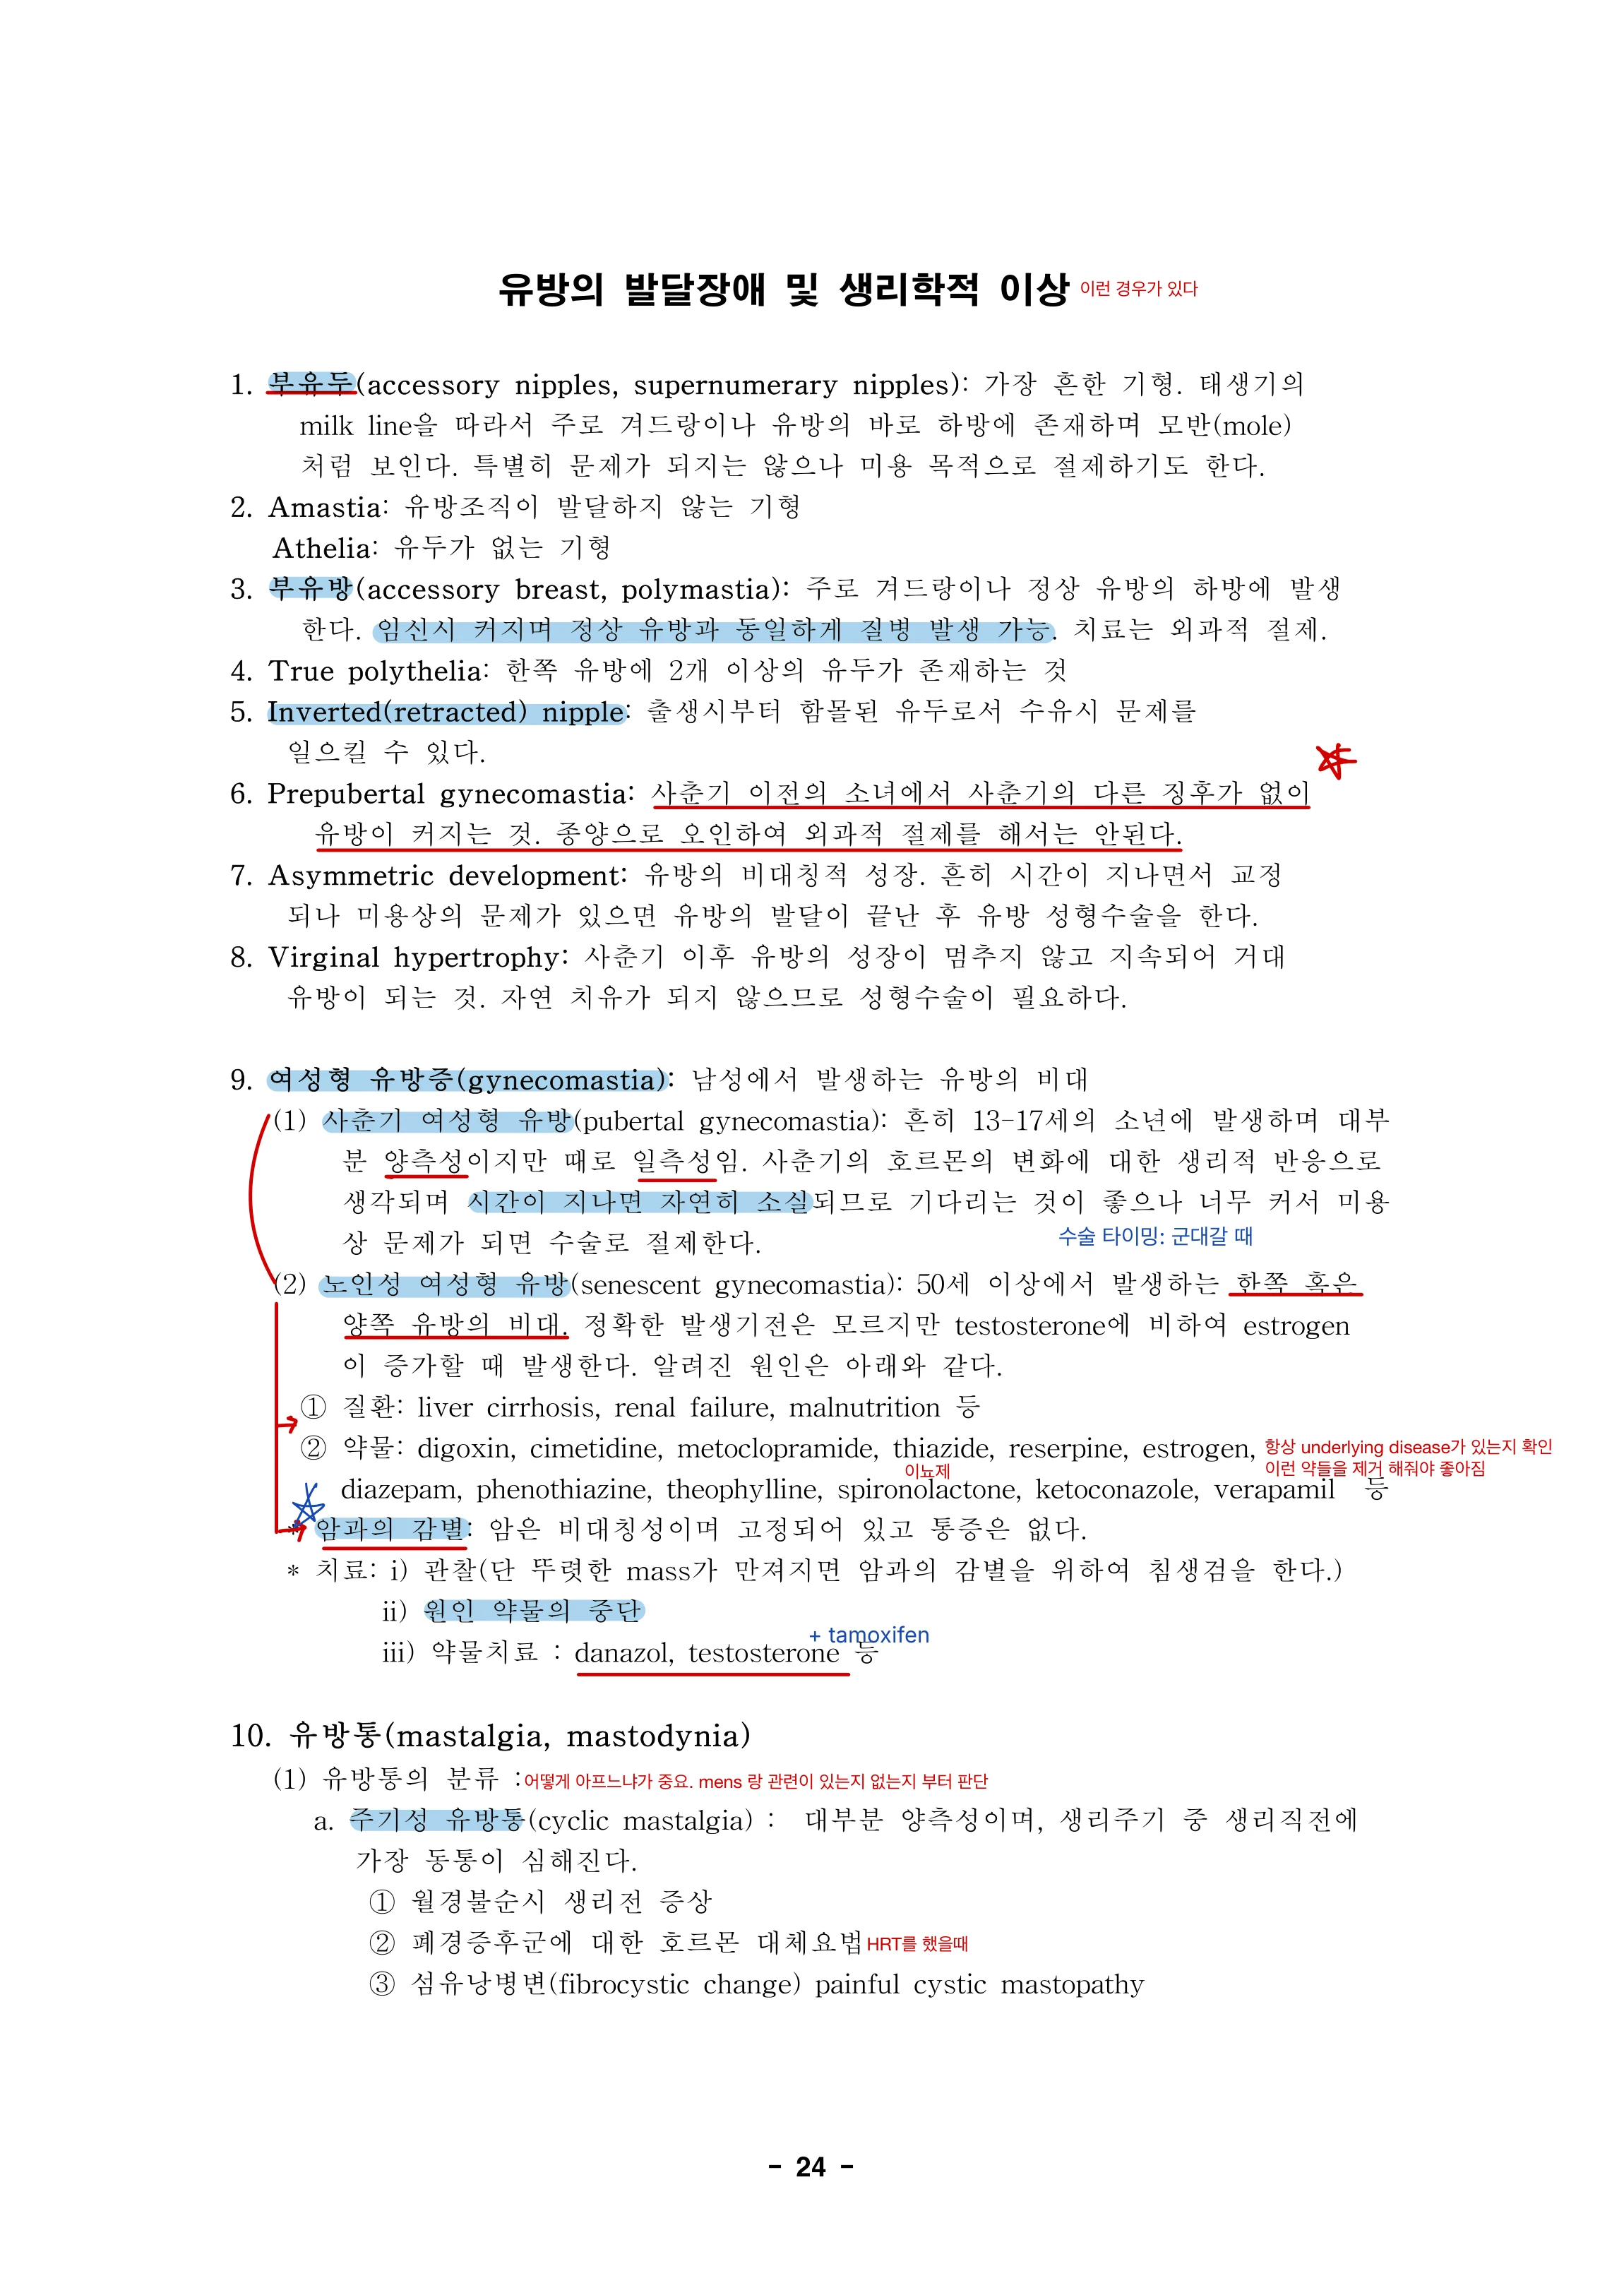 유방의 발달장애 및 생리학적 이상 이런 경우가 있다
1. 부유두(accessory nipples, supernumerary nipples): 가장 흔한 기형. 태생기의
milk line을 따라서 주로 겨드랑이나 유방의 바로 하방에 존재하며 모반(mole)
처럼 보인다. 특별히 문제가 되지는 않으나 미용 목적으로 절제하기도 한다.
2. Amastia: 유방조직이 발달하지 않는 기형
Athelia: 유두가 없는 기형
3. 부유방(accessory breast, polymastia): 주로 겨드랑이나 정상 유방의 하방에 발생
한다. 임신시 커지며 정상 유방과 동일하게 질병 발생 가능. 치료는 외과적 절제.
4. True polythelia: 한쪽 유방에 2개 이상의 유두가 존재하는 것
5. Inverted(retracted) nipple: 출생시부터 함몰된 유두로서 수유시 문제를
일으킬 수 있다.
6. Prepubertal gynecomastia: 사춘기 이전의 소녀에서 사춘기의 다른 징후가 없이
유방이 커지는 것. 종양으로 오인하여 외과적 절제를 해서는 안된다.
7. Asymmetric development: 유방의 비대칭적 성장. 흔히 시간이 지나면서 교정
되나 미용상의 문제가 있으면 유방의 발달이 끝난 후 유방 성형수술을 한다.
8. Virginal hypertrophy: 사춘기 이후 유방의 성장이 멈추지 않고 지속되어 거대
유방이 되는 것. 자연 치유가 되지 않으므로 성형수술이 필요하다.
9. 여성형 유방증(gynecomastia): 남성에서 발생하는 유방의 비대
(1) 사춘기 여성형 유방(pubertal gynecomastia): 흔히 13-17세의 소년에 발생하며 대부
분 양측성이지만 때로 일측성임. 사춘기의 호르몬의 변화에 대한 생리적 반응으로
생각되며 시간이 지나면 자연히 소실되므로 기다리는 것이 좋으나 너무 커서 미용
상 문제가 되면 수술로 절제한다.
수술 타이밍: 군대갈 때
(2) 노인성 여성형 유방(senescent gynecomastia): 50세 이상에서 발생하는 한쪽 혹은
양쪽 유방의 비대. 정확한 발생기전은 모르지만 testosterone에 비하여 estrogen
이 증가할 때 발생한다. 알려진 원인은 아래와 같다.
① 질환: liver cirrhosis, renal failure, malnutrition 등
② 약물: digoxin, cimetidine, metoclopramide, thiazide, reserpine, estrogen,
항상 underlying disease가 있는지 확인
이런 약들을 제거 해줘야 좋아짐
이뇨제
diazepam, phenothiazine, theophylline, spironolactone, ketoconazole, verapamil 등
* 암과의 감별: 암은 비대칭성이며 고정되어 있고 통증은 없다.
* 치료: i) 관찰(단 뚜렷한 mass가 만져지면 암과의 감별을 위하여 침생검을 한다.)
ii) 원인 약물의 중단
+ tamoxifen
iii) 약물치료 : danazol, testosterone 등
10. 유방통(mastalgia, mastodynia)
(1) 유방통의 분류 :어떻게 아프느냐가 중요. mens 랑 관련이 있는지 없는지 부터 판단
a. 주기성 유방통(cyclic mastalgia) : 대부분 양측성이며, 생리주기 중 생리직전에
가장 동통이 심해진다.
① 월경불순시 생리전 증상
② 폐경증후군에 대한 호르몬 대체요법 HRT를 했을때
③ 섬유낭병변(fibrocystic change) painful cystic mastopathy
- 24 -